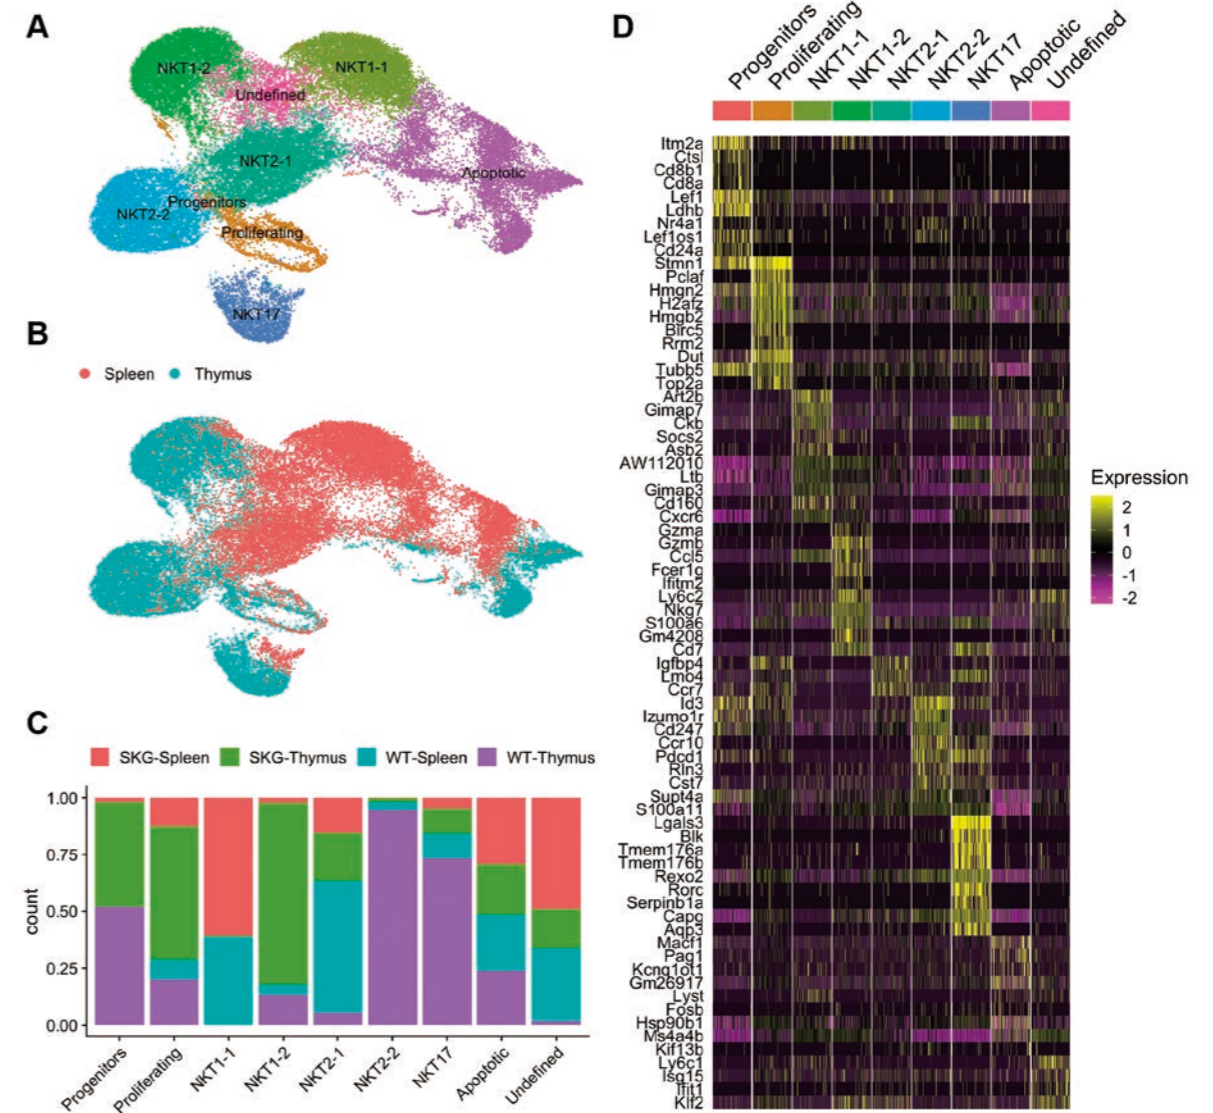 A
NKT1-2
NKT1-1
Undefined
NKT2-1
Apoptotic
Progenitors
NKT2-2
Proliferating
NKT17
B
Spleen
Thymus
C
SKG-Spleen
SKG-Thymus
WT-Spleen
WT-Thymus
count
1.00
0.75
0.50
0.25
0.00
Progenitors
Proliferating
NKT1-1
NKT1-2
NKT2-1
NKT2-2
NKT17
Apoptotic
Undefined
D
Progenitors
Proliferating
NKT1-1
NKT1-2
NKT2-1
NKT2-2
NKT17
Apoptotic
Undefined
Itm2a
Ctsl
Cd8b1
Cd8a
Lef1
Ldhb
Nr4a1
Lef1os1
Cd24a
Stmn1
Pclaf
Hmgn2
H2afz
Hmgb2
Birc5
Rrm2
Dut
Tubb5
Top2a
Art2b
Gimap7
Ckb
Socs2
Asb2
AW112010
Ltb
Gimap3
Cd160
Cxcr6
Gzma
Gzmb
Ccl5
Fcer1g
Ifitm2
Ly6c2
Nkg7
S100a6
Gm4208
Cd7
Igfbp4
Lmo4
Ccr7
Id3
Izumo1r
Cd247
Ccr10
Pdcd1
Rln3
Cst7
Supt4a
S100a11
Lgals3
Blk
Tmem176a
Tmem176b
Rexo2
Rorc
Serpinb1a
Capg
Aqp3
Macf1
Pag1
Kcnq1ot1
Gm26917
Lyst
Fosb
Hsp90b1
Ms4a4b
Kif13b
Ly6c1
Isg15
Ifit1
Klf2
Expression
2
1
0
-1
-2